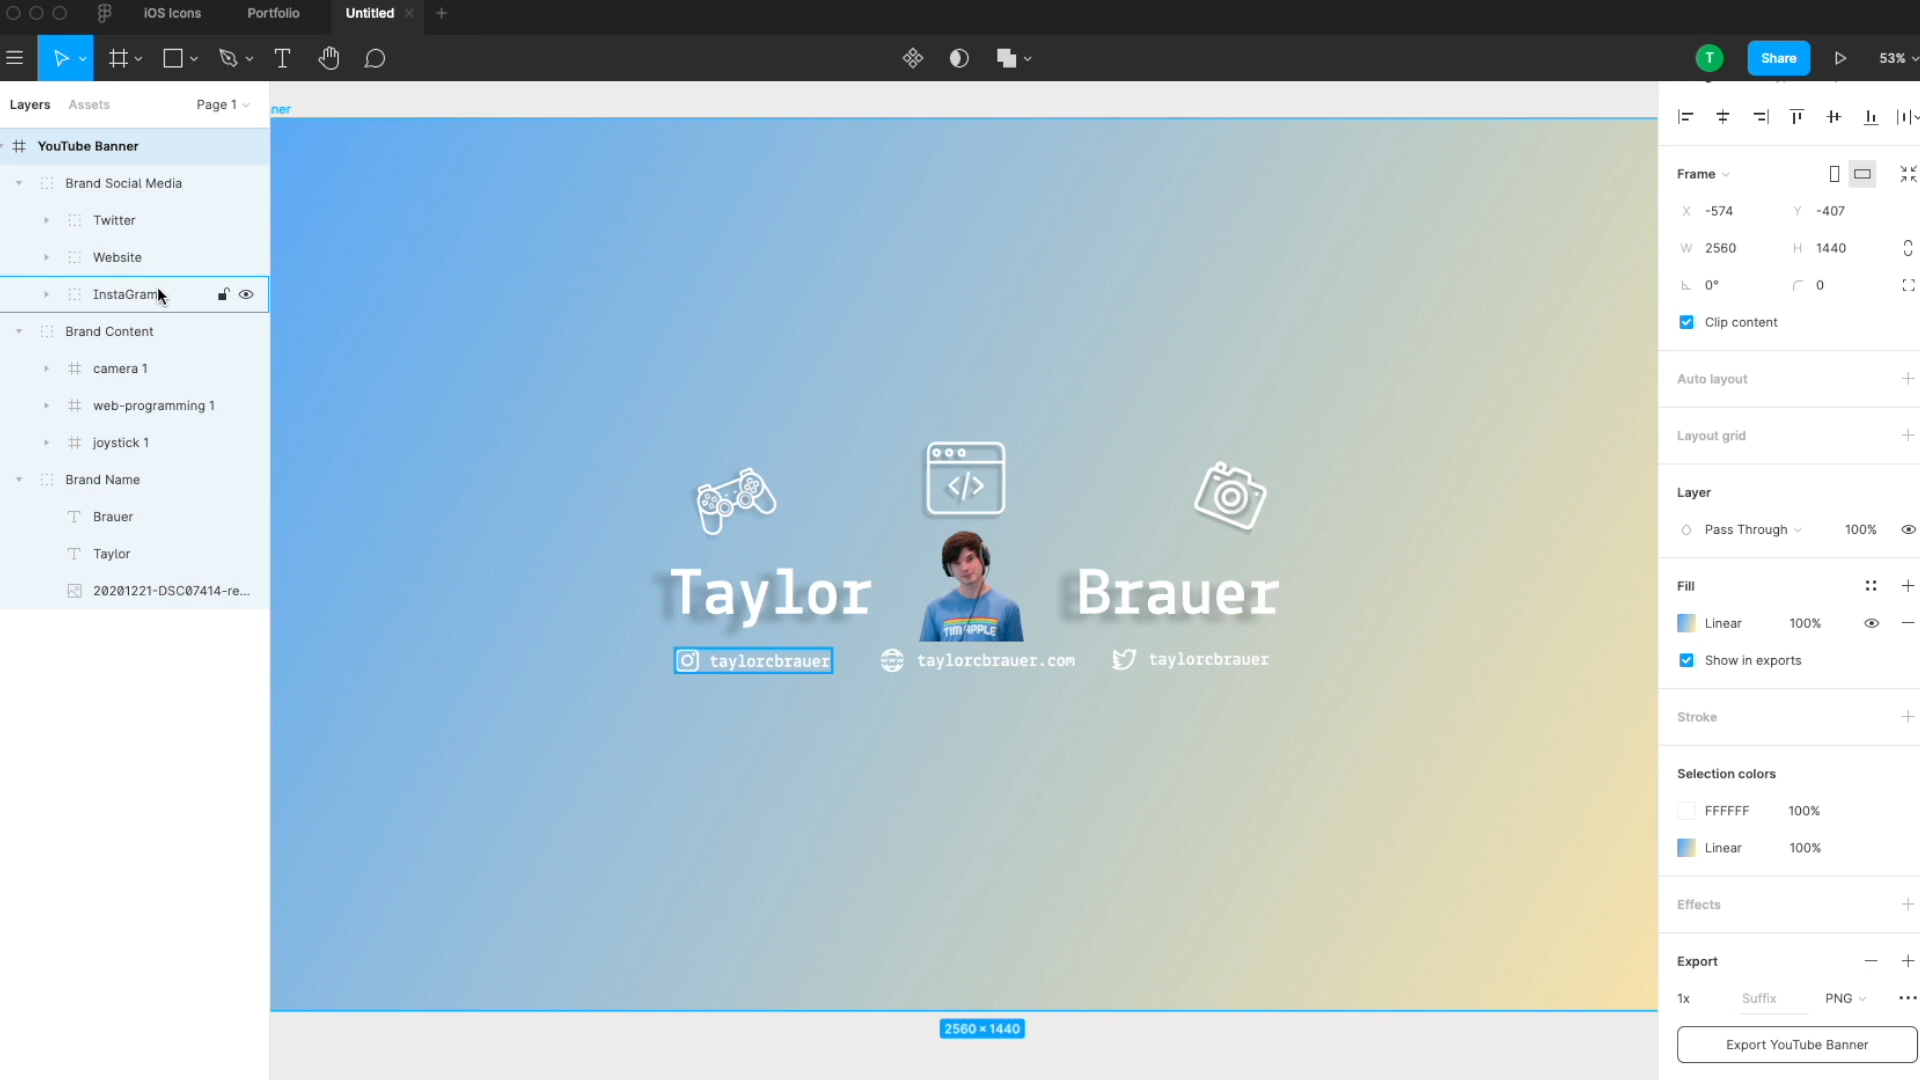 iOS Icons
Portfolio
Untitled
T
Share
53%
Layers
Assets
Page 1
ner
YouTube Banner
Brand Social Media
Twitter
Website
InstaGram
Brand Content
camera 1
web-programming 1
joystick 1
Brand Name
Brauer
Taylor
20201221-DSC07414-re...
</>
Taylor
Brauer
TIM APPLE
taylorcbrauer
www
taylorcbrauer.com
taylorcbrauer
2560 × 1440
Frame
X -574
Y -407
W 2560
H 1440
0°
0
Clip content
Auto layout
Layout grid
Layer
Pass Through
100%
Fill
Linear
100%
Show in exports
Stroke
Selection colors
FFFFFF
100%
Linear
100%
Effects
Export
1x
Suffix
PNG
Export YouTube Banner